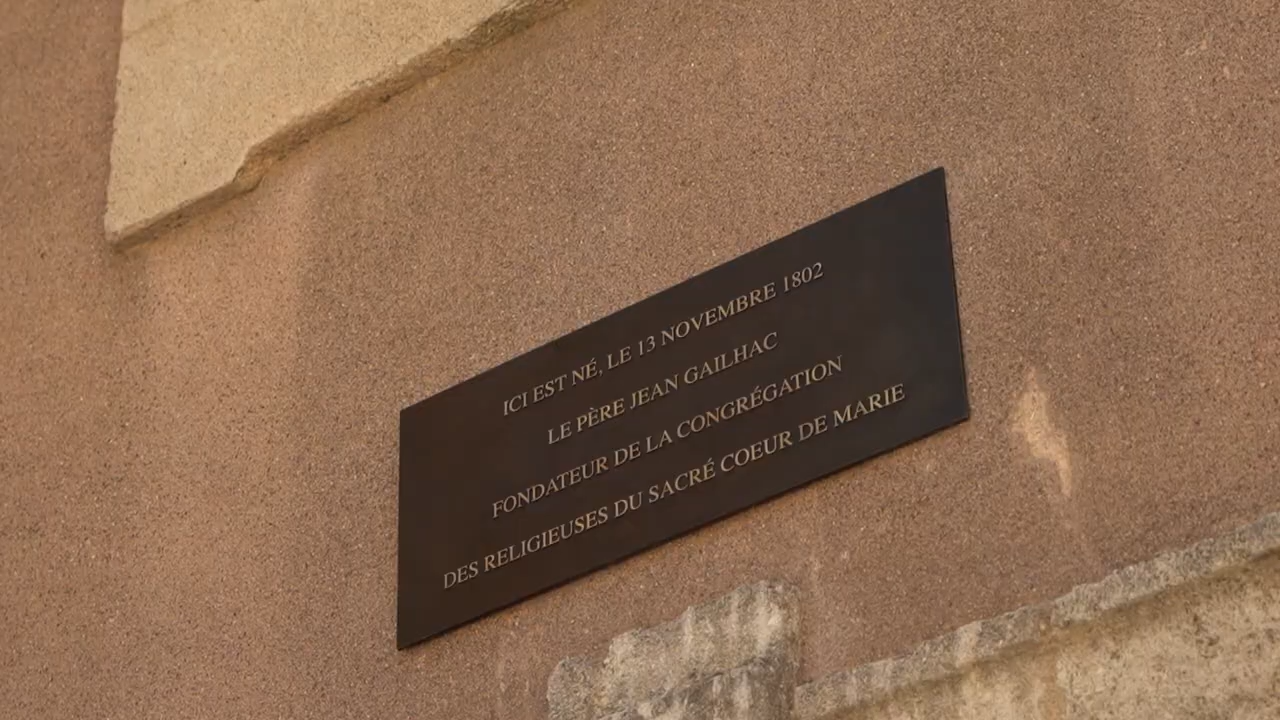 ICI EST NÉ, LE 13 NOVEMBRE 1802
LE PÈRE JEAN GAILHAC
FONDATEUR DE LA CONGRÉGATION
DES RELIGIEUSES DU SACRÉ COEUR DE MARIE